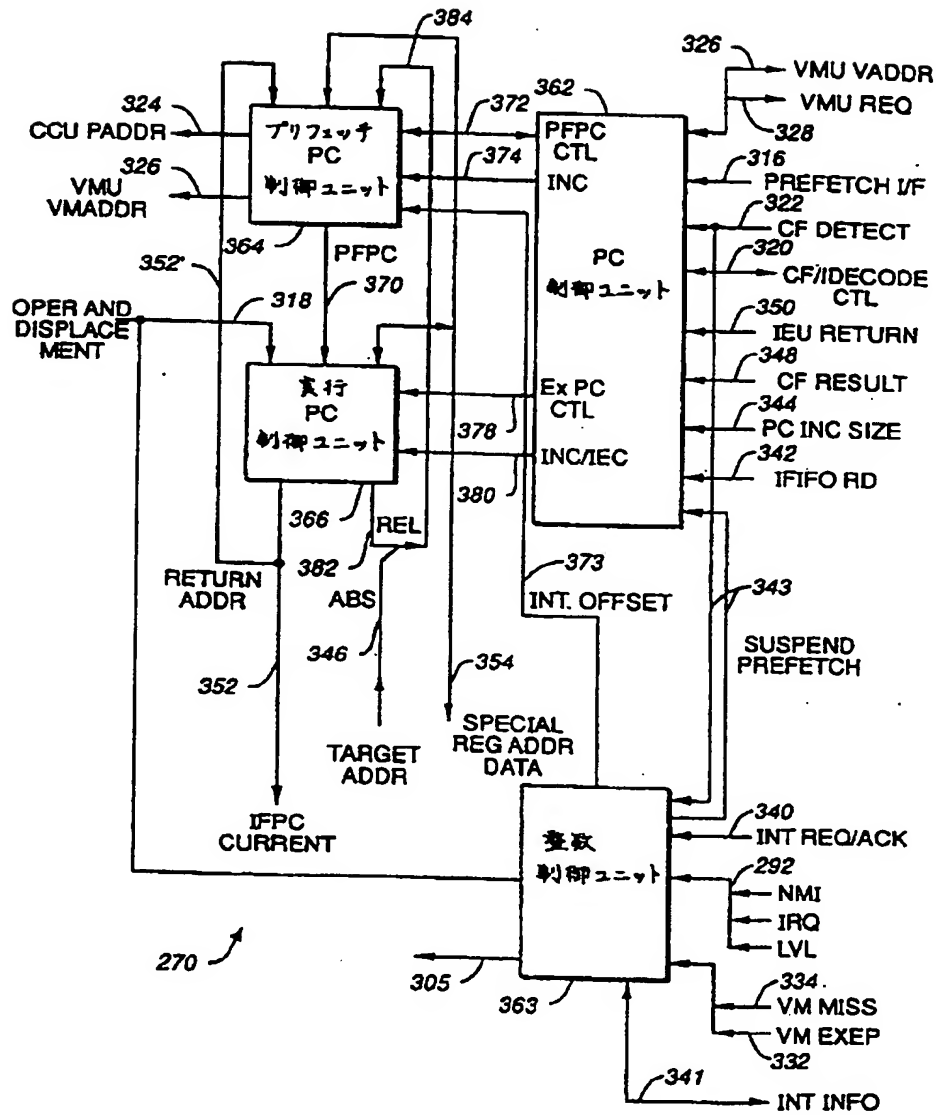 384
326
VMU VADDR
362
VMU REQ
328
324
CCU PADDR
プリフェッチ
PC
制御ユニット
372
PFPC
CTL
374
INC
316
PREFETCH I/F
326
VMU
VMADDR
322
CF DETECT
364
PFPC
PC
制御ユニット
320
CF/IDECODE
CTL
352'
318
370
OPER AND
DISPLACE
MENT
350
IEU RETURN
実行
PC
制御ユニット
Ex PC
CTL
348
CF RESULT
378
344
PC INC SIZE
INC/IEC
380
342
IFIFO RD
366
REL
382
373
RETURN
ADDR
ABS
INT. OFFSET
343
346
SUSPEND
PREFETCH
352
354
TARGET
ADDR
SPECIAL
REG ADDR
DATA
IFPC
CURRENT
340
INT REQ/ACK
整数
制御ユニット
292
NMI
IRQ
LVL
270
305
363
334
VM MISS
VM EXEP
332
341
INT INFO